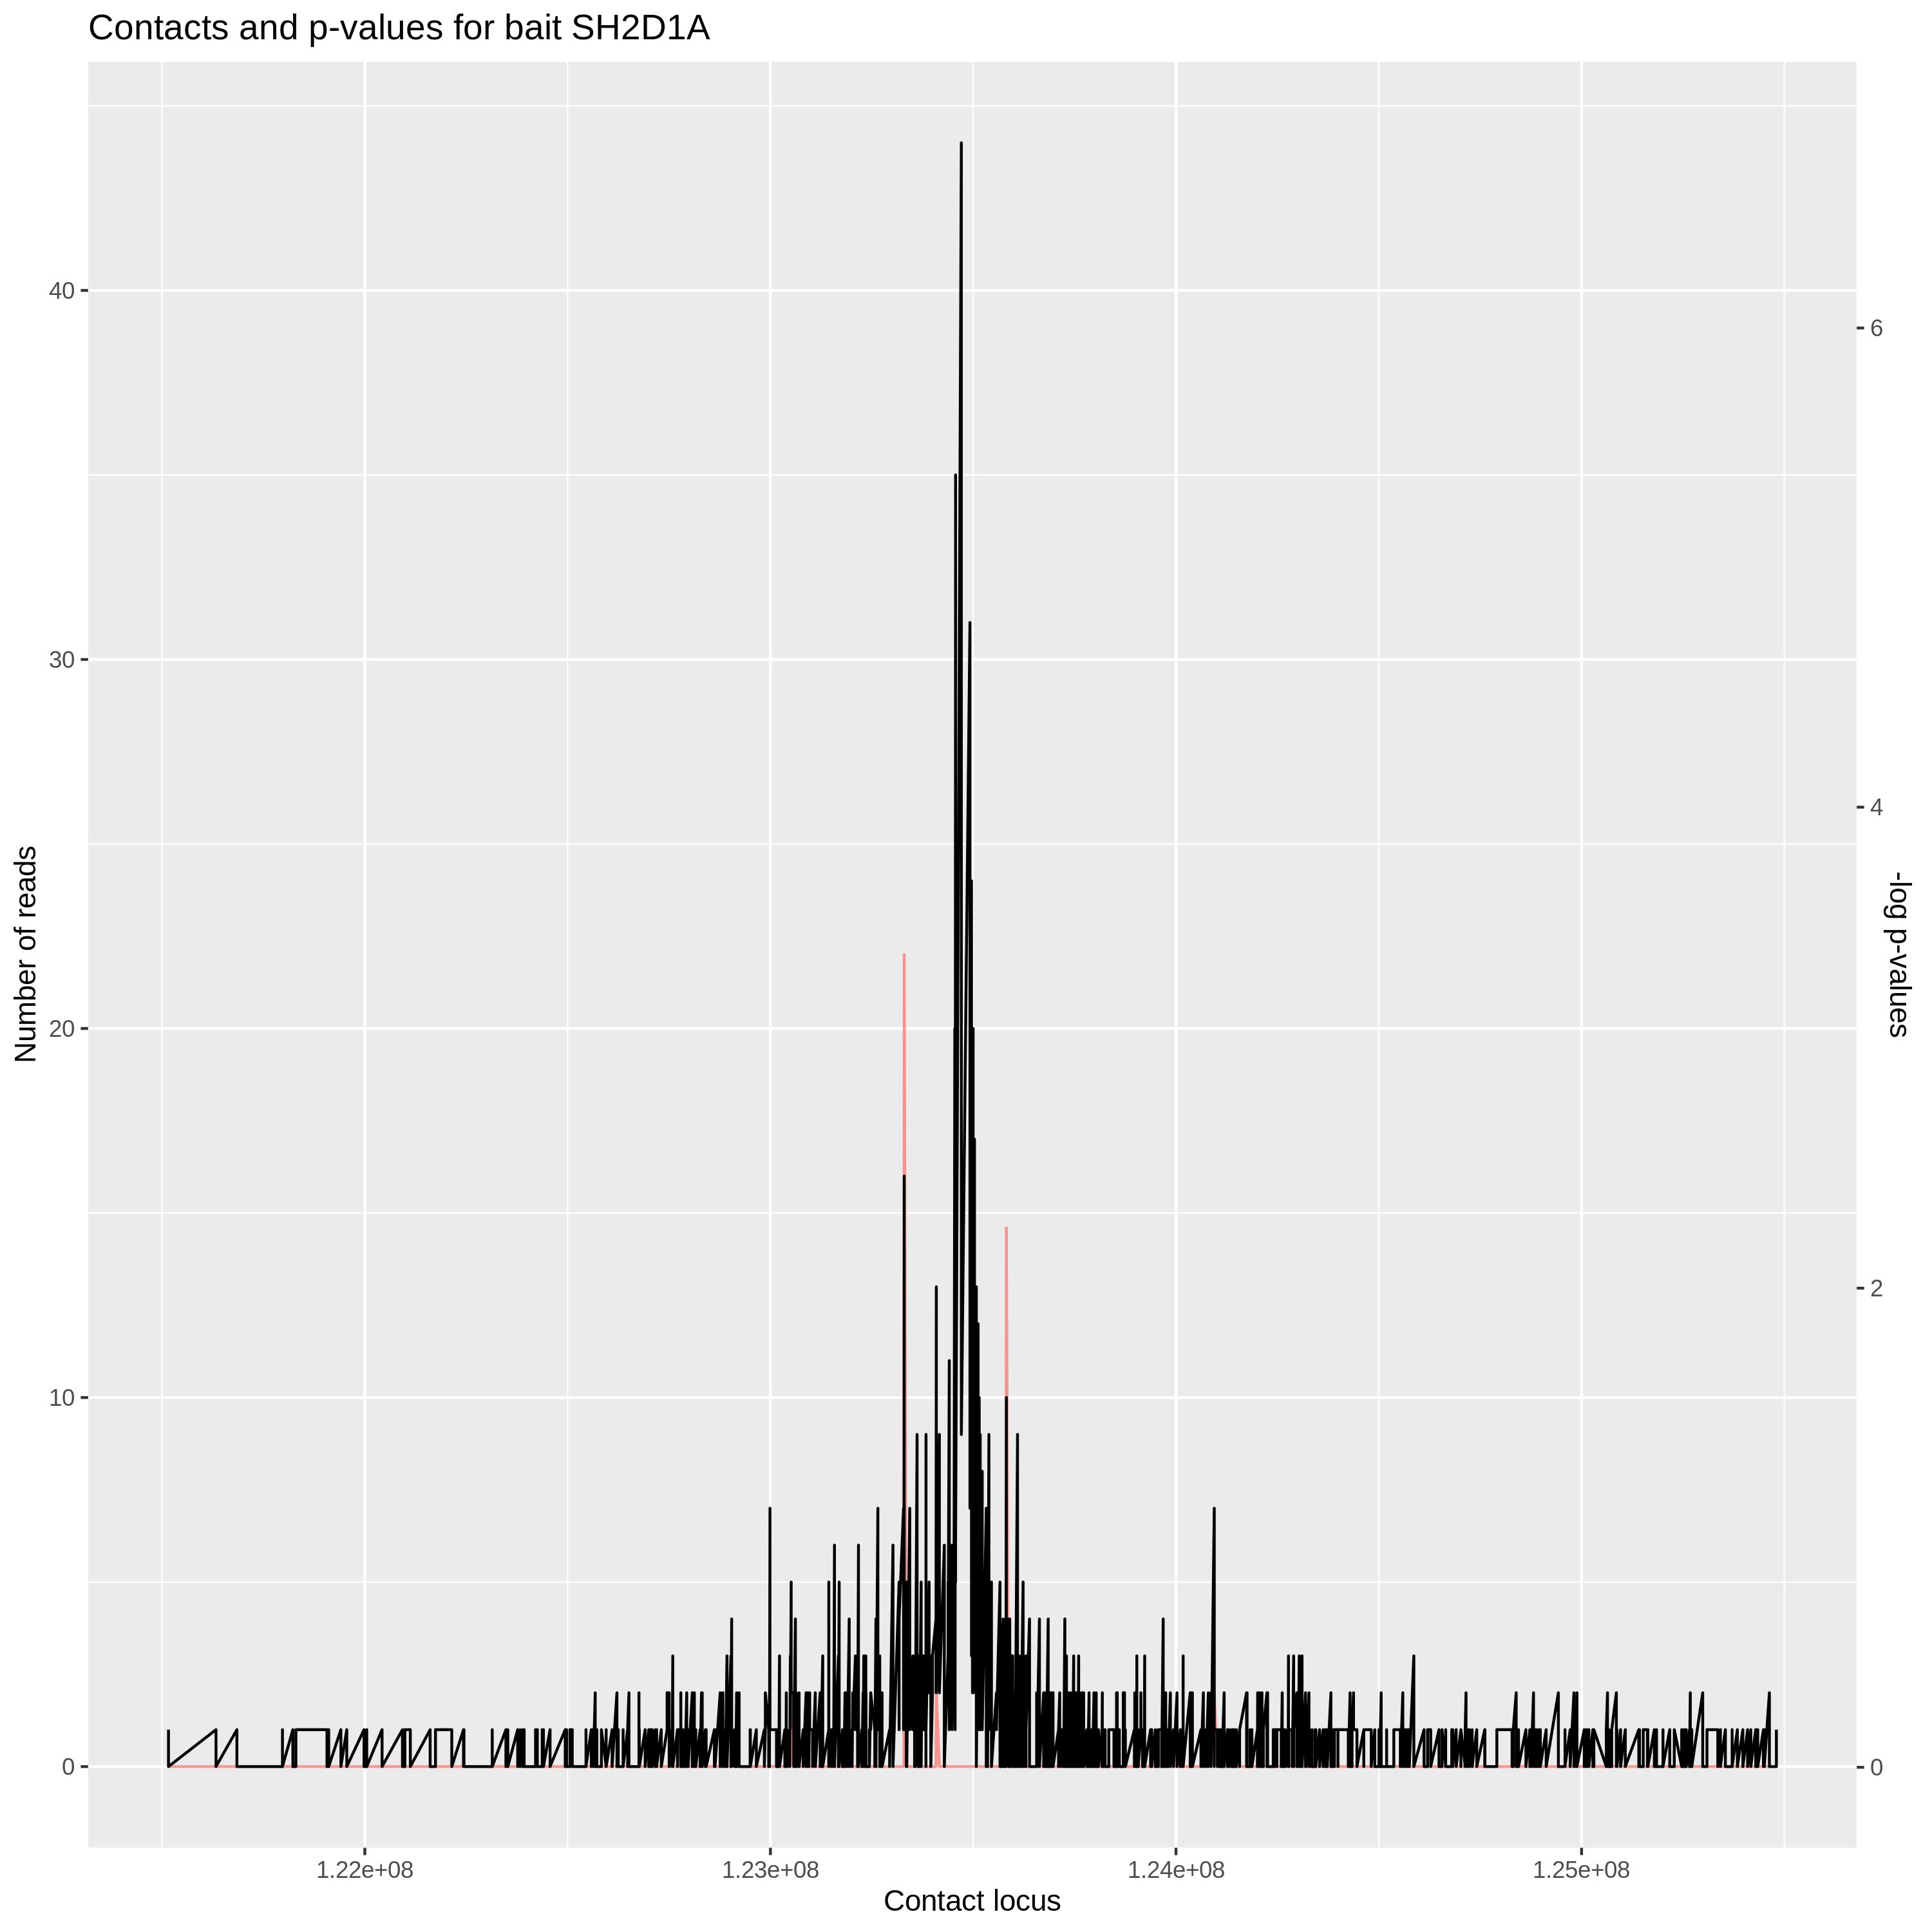 Contacts and p-values for bait SH2D1A
Number of reads
40
30
20
10
0
6
4
2
0
-log p-values
1.22e+08
1.23e+08
1.24e+08
1.25e+08
Contact locus